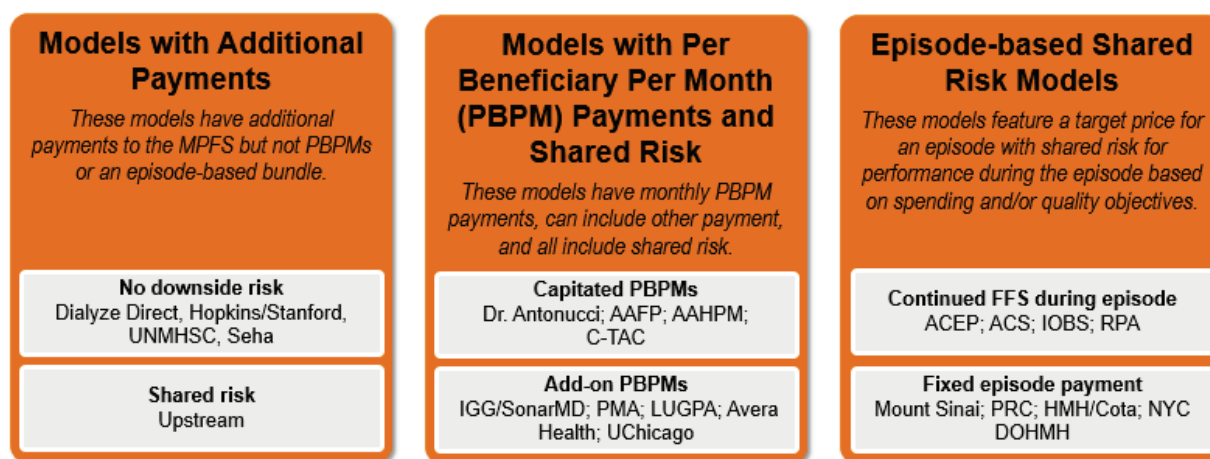 Models with Additional
Payments
These models have additional
payments to the MPFS but not PBPMs
or an episode-based bundle.
No downside risk
Dialyze Direct, Hopkins/Stanford,
UNMHSC, Seha
Shared risk
Upstream
Models with Per
Beneficiary Per Month
(PBPM) Payments and
Shared Risk
These models have monthly PBPM
payments, can include other payment,
and all include shared risk.
Capitated PBPMs
Dr. Antonucci; AAFP; AAHPM;
C-TAC
Add-on PBPMs
IGG/SonarMD; PMA; LUGPA; Avera
Health; UChicago
Episode-based Shared
Risk Models
These models feature a target price for
an episode with shared risk for
performance during the episode based
on spending and/or quality objectives.
Continued FFS during episode
ACEP; ACS; IOBS; RPA
Fixed episode payment
Mount Sinai; PRC; HMH/Cota; NYC
DOHMH